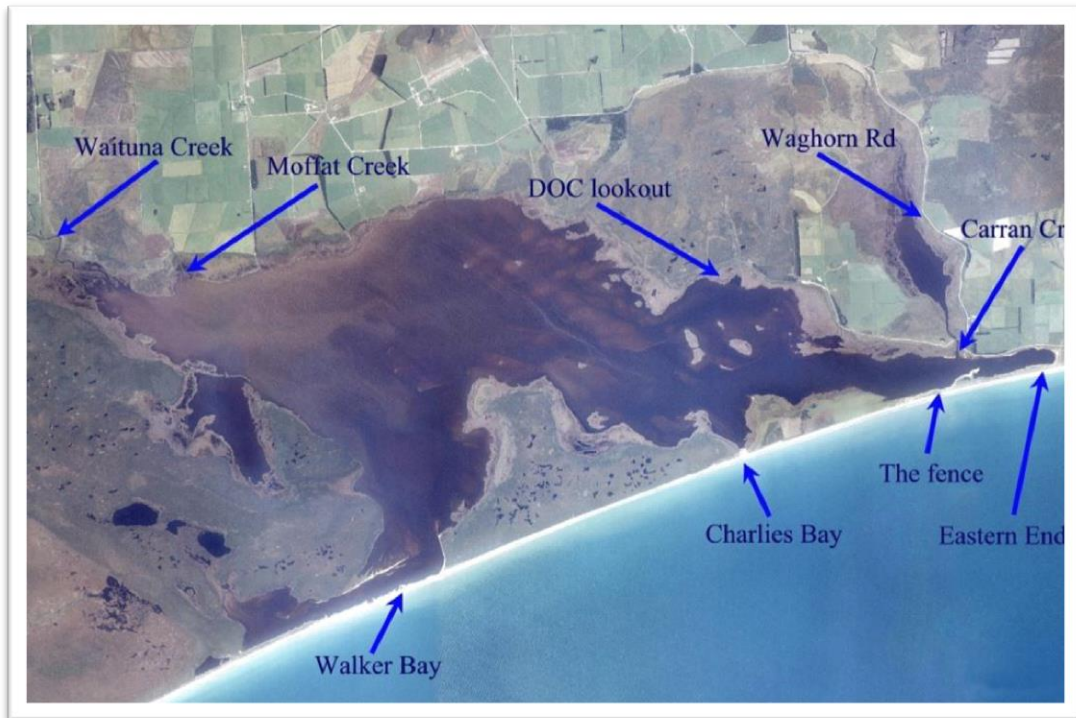 Waituna Creek
Waghorn Rd
Moffat Creek
DOC lookout
Carran Cr
The fence
Charlies Bay
Eastern End
Walker Bay